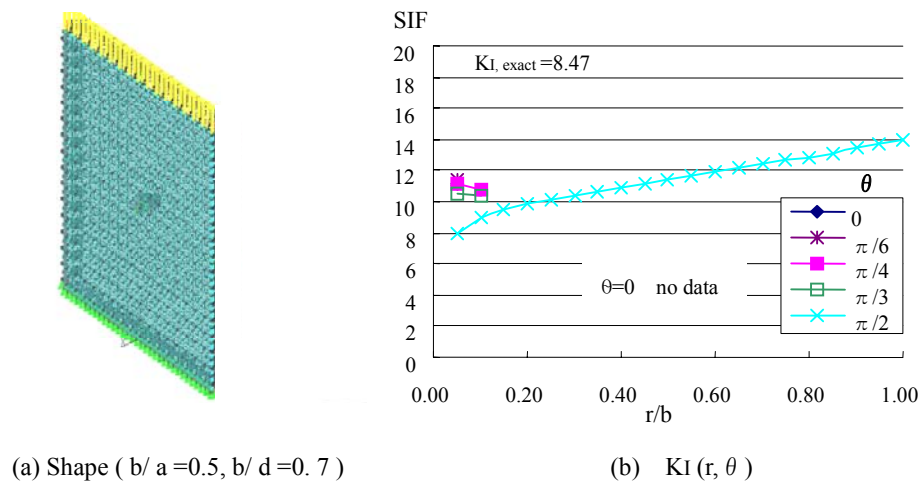 SIF
20
18
16
14
12
10
8
6
4
2
0
KI, exact =8.47
θ=0 no data
θ
0
π /6
π /4
π /3
π /2
0.00 0.20 0.40 0.60 0.80 1.00
r/b
(a) Shape ( b/ a =0.5, b/ d =0. 7 )
(b) KI (r, θ )